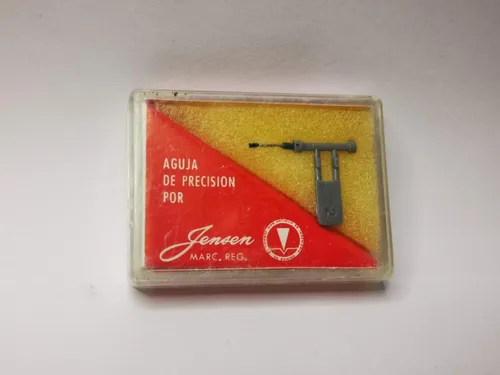 AGUJA
DE PRECISION
POR
Jensen
MARC. REG.